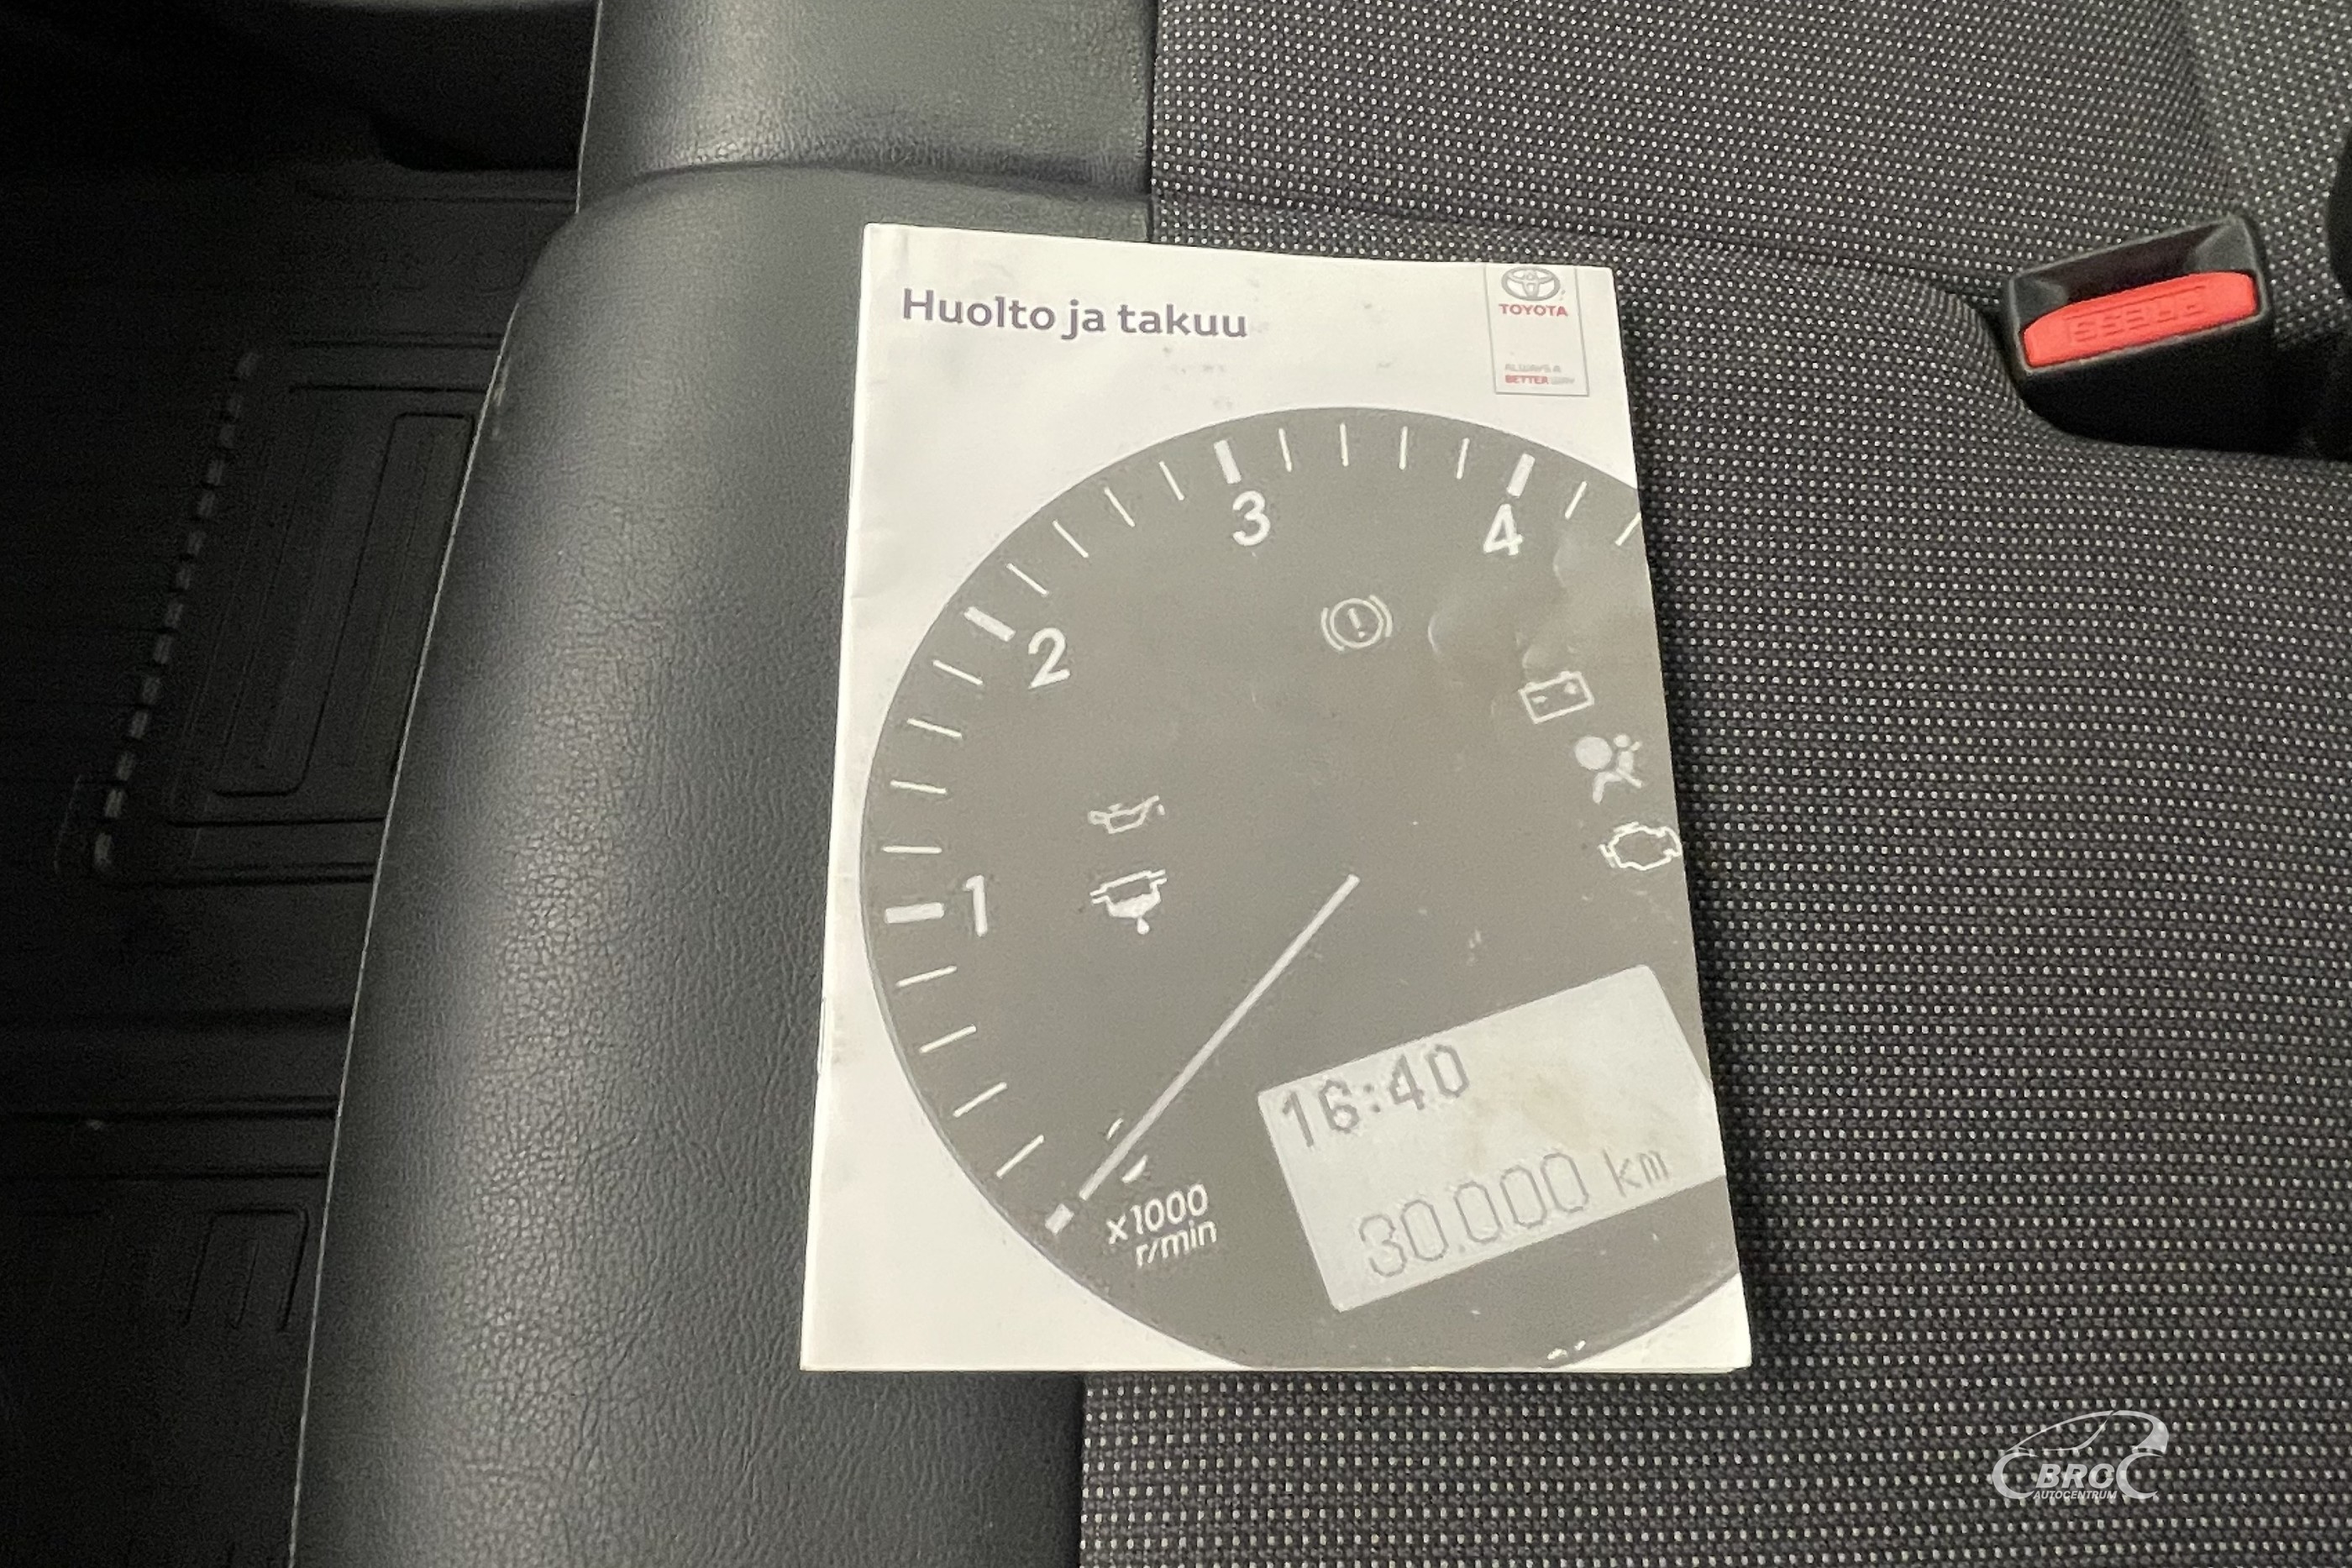 Huolto ja takuu
TOYOTA
ALWAYS A
BETTER WAY
3
4
2
1
16:40
30.000 km
x1000
r/min
PRESS
BRC
AUTOCENTRUM